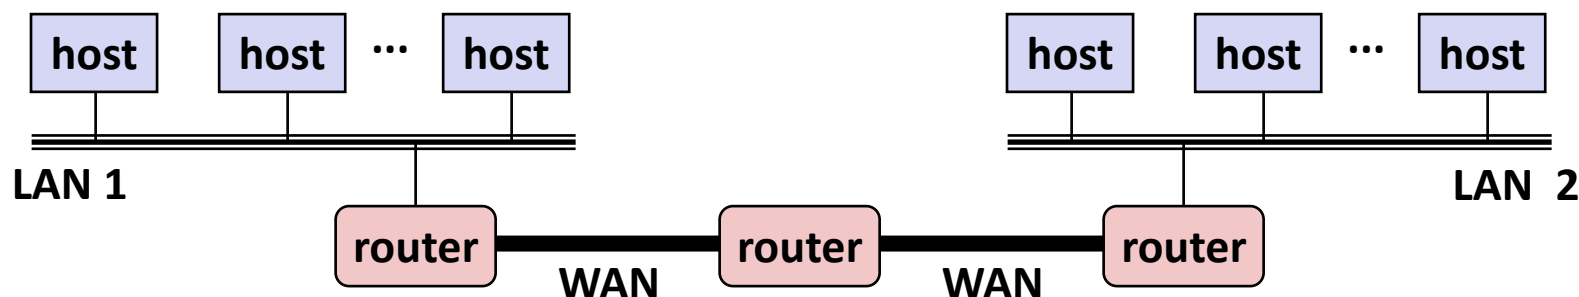 host host ... host
host host ... host
LAN 1
LAN 2
router router router
WAN WAN